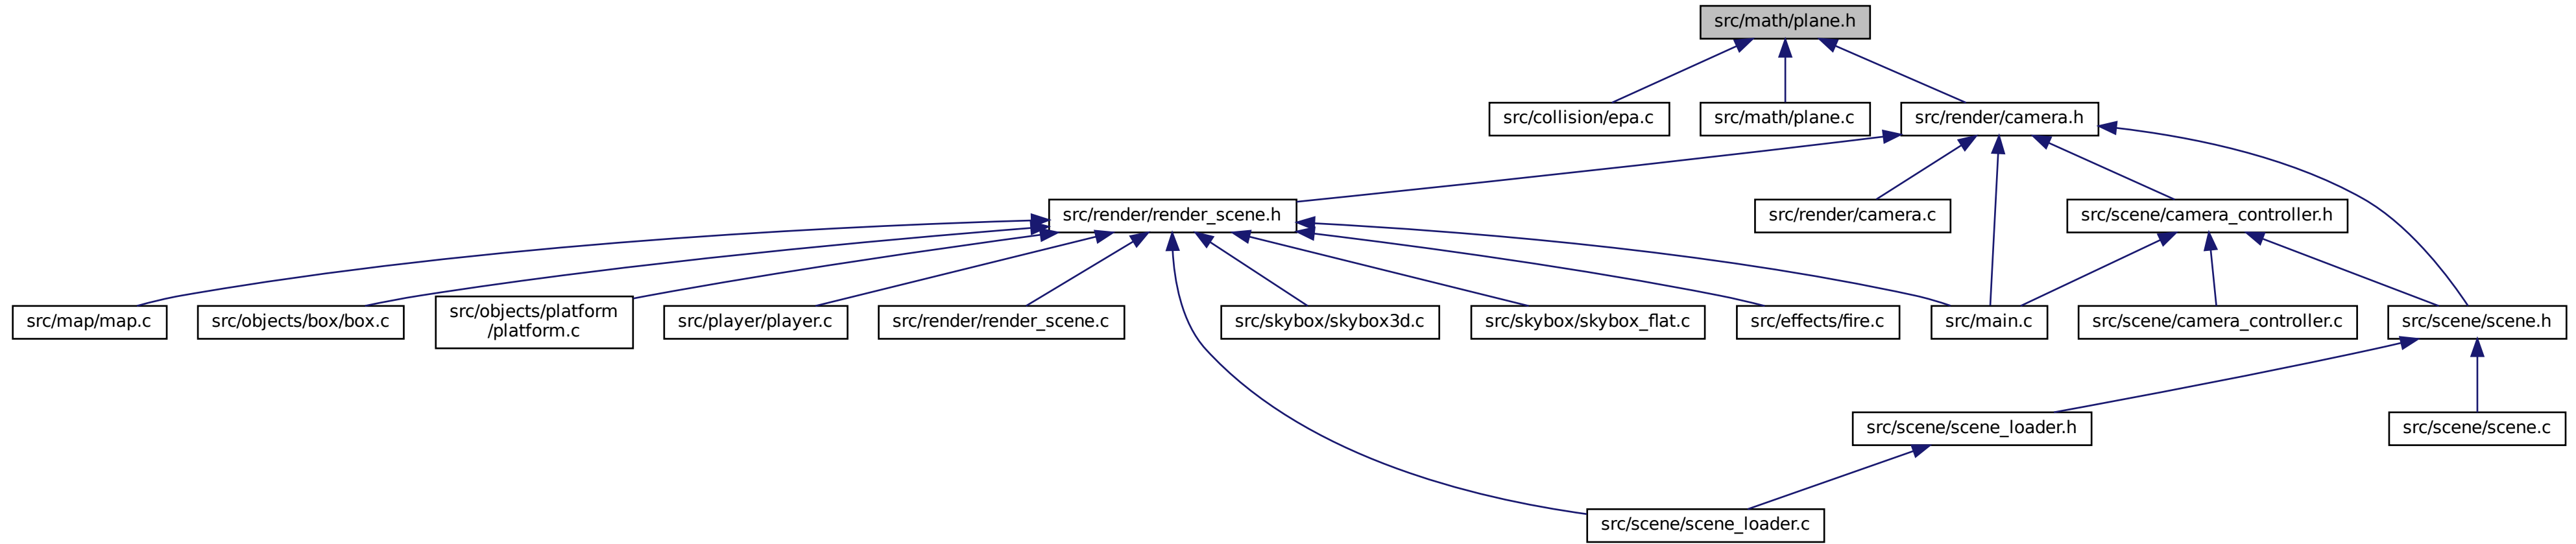 src/math/plane.h
src/collision/epa.c
src/math/plane.c
src/render/camera.h
src/render/render_scene.h
src/render/camera.c
src/scene/camera_controller.h
src/map/map.c
src/objects/box/box.c
src/objects/platform
/platform.c
src/player/player.c
src/render/render_scene.c
src/skybox/skybox3d.c
src/skybox/skybox_flat.c
src/effects/fire.c
src/main.c
src/scene/camera_controller.c
src/scene/scene.h
src/scene/scene_loader.h
src/scene/scene.c
src/scene/scene_loader.c